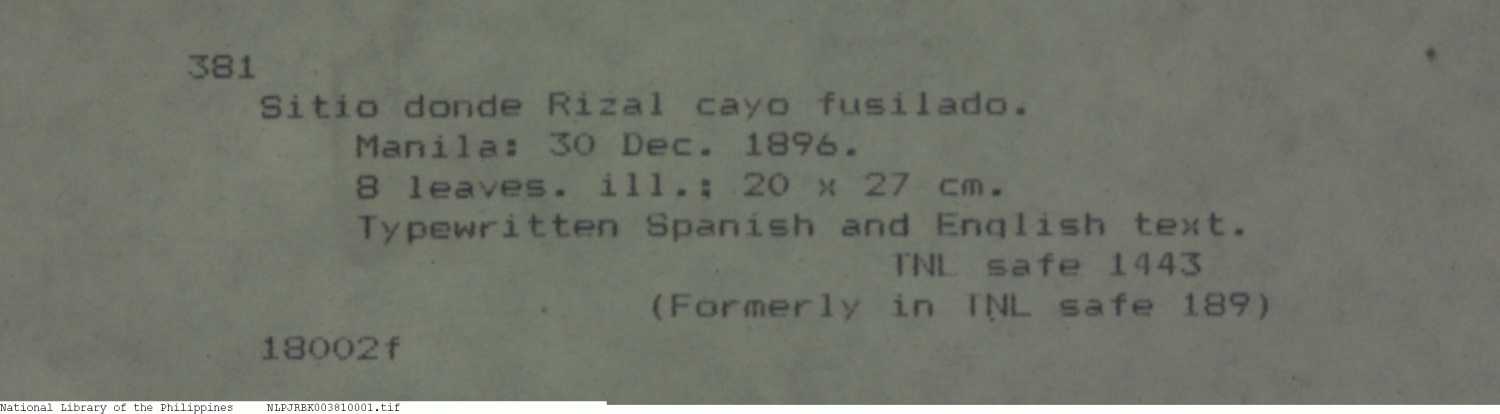 381
Sitio donde Rizal cayo fusilado.
Manila: 30 Dec. 1896.
8 leaves. ill.; 20 x 27 cm.
Typewritten Spanish and English text.
TNL safe 1443
(Formerly in TNL safe 189)
18002f
National Library of the Philippines NLPJRBK003810001.tif